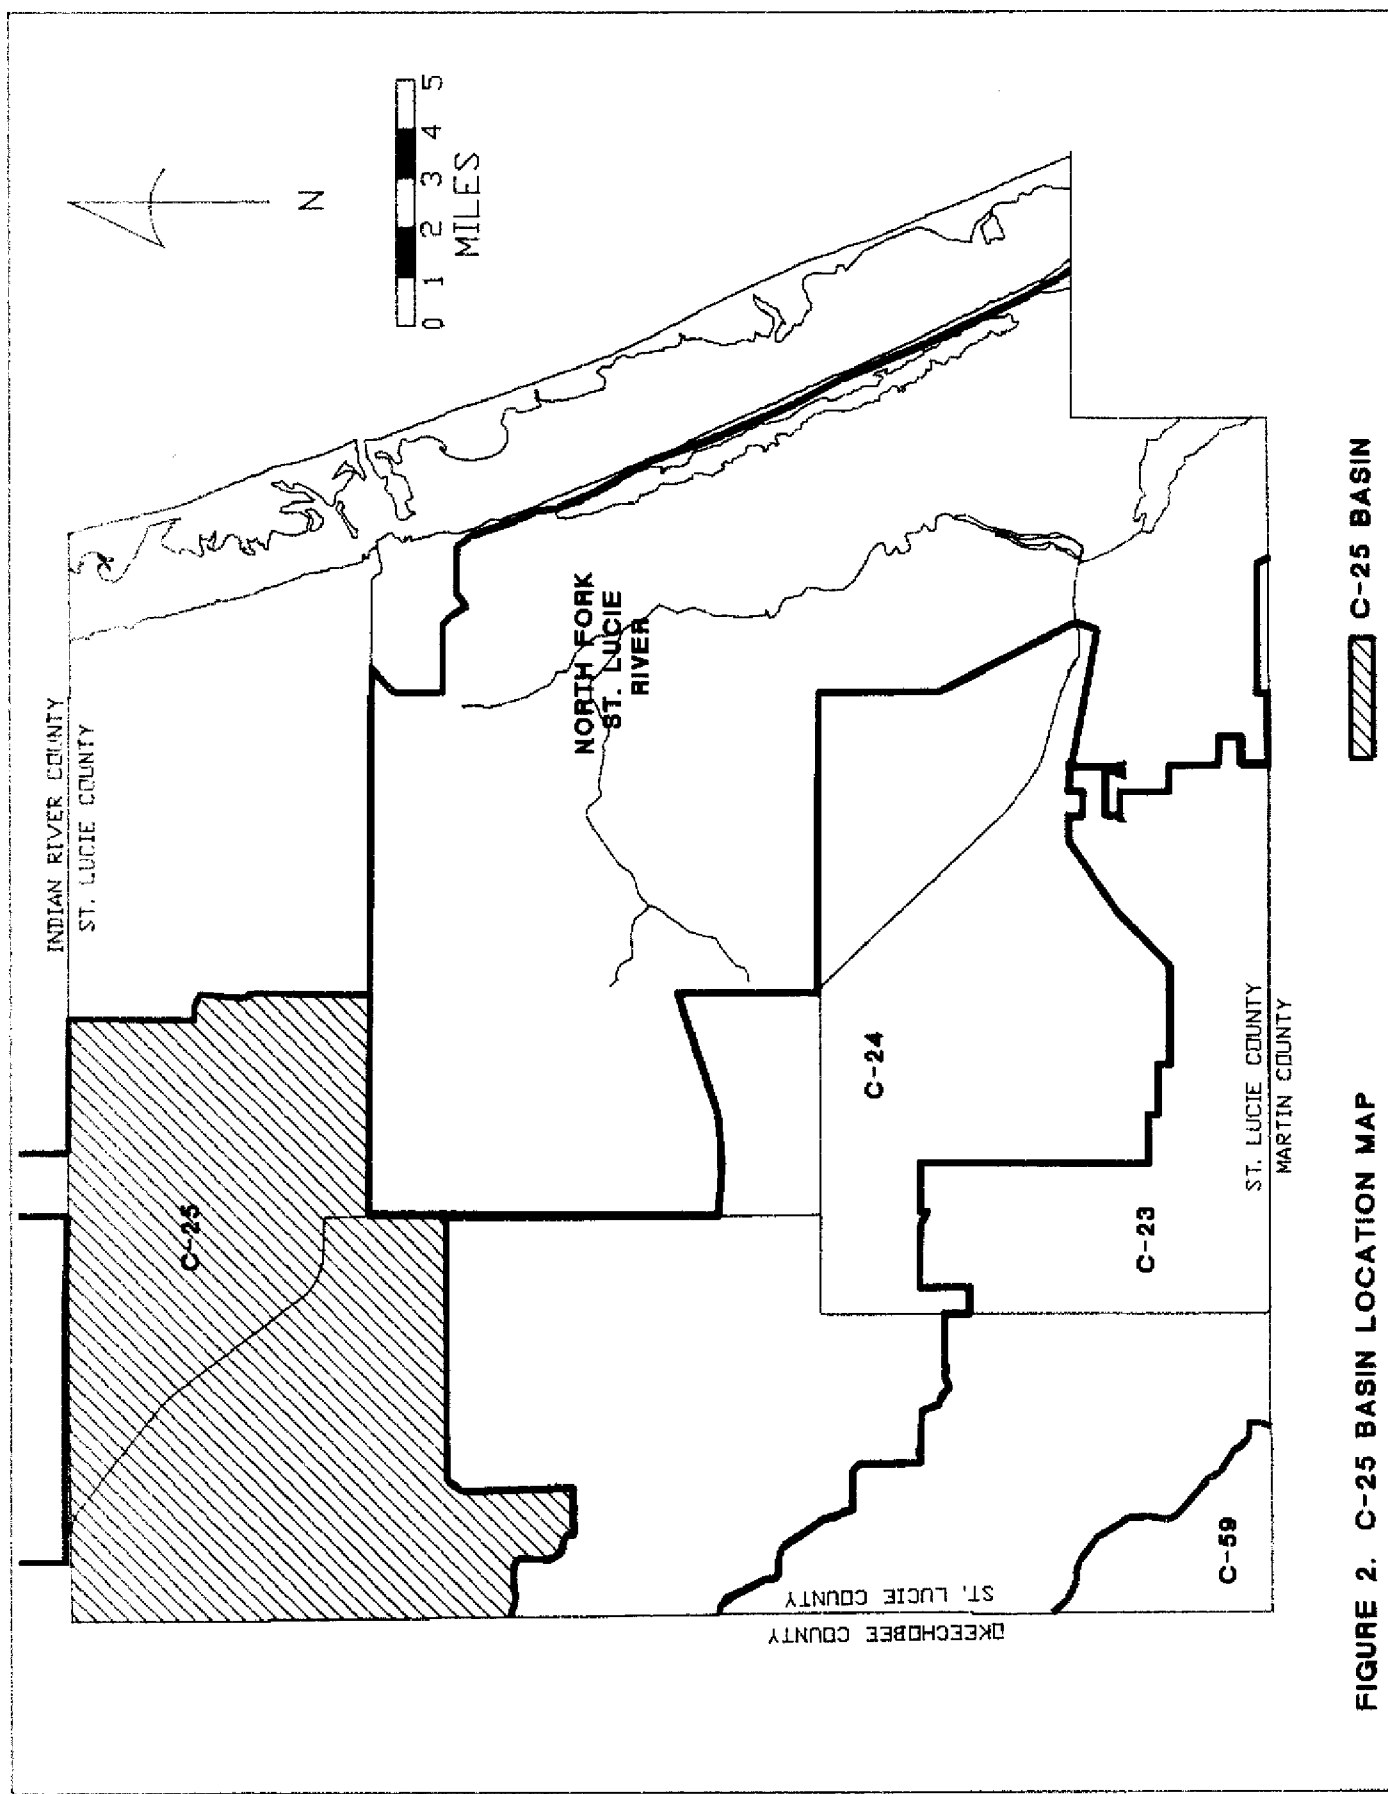 INDIAN RIVER COUNTY
ST. LUCIE COUNTY
N
0 1 2 3 4 5
MILES
C-25
NORTH FORK
ST. LUCIE
RIVER
C-24
C-23
C-59
OKEECHOBEE COUNTY
ST. LUCIE COUNTY
ST. LUCIE COUNTY
MARTIN COUNTY
FIGURE 2. C-25 BASIN LOCATION MAP
C-25 BASIN